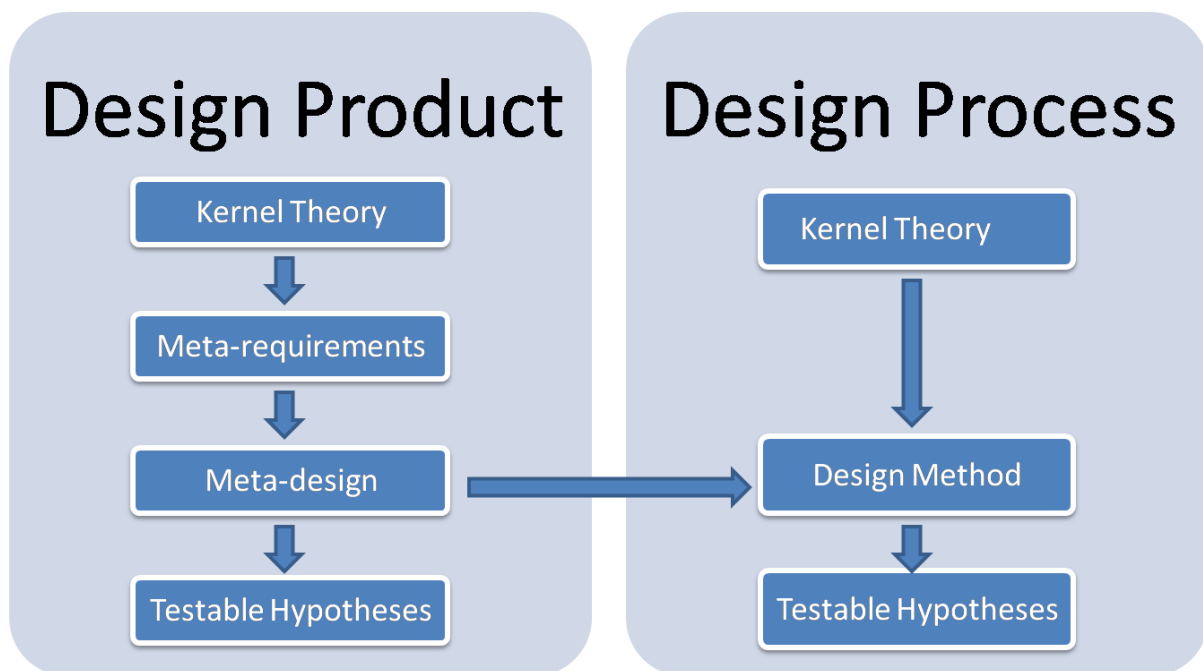 Design Product
Kernel Theory
Meta-requirements
Meta-design
Testable Hypotheses
Design Process
Kernel Theory
Design Method
Testable Hypotheses